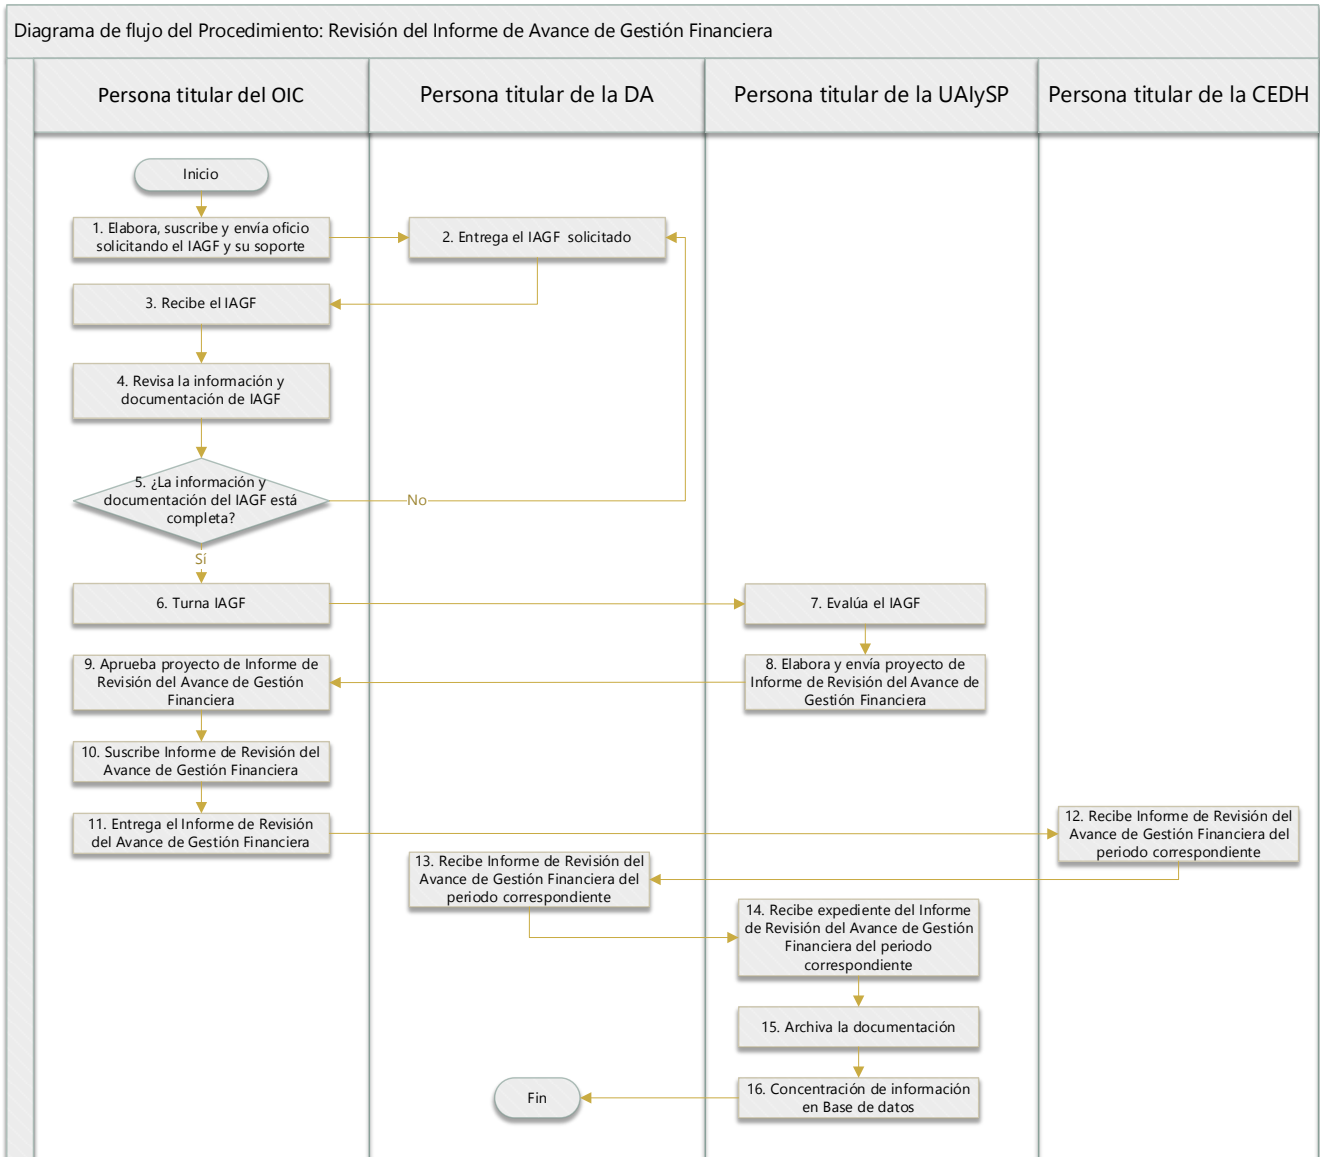 Diagrama de flujo del Procedimiento: Revisión del Informe de Avance de Gestión Financiera
Persona titular del OIC
Persona titular de la DA
Persona titular de la UAIySP
Persona titular de la CEDH
Inicio
1. Elabora, suscribe y envía oficio
solicitando el IAGF y su soporte
2. Entrega el IAGF solicitado
3. Recibe el IAGF
4. Revisa la información y
documentación de IAGF
5. ¿La información y
documentación del IAGF está
completa?
No
Sí
6. Turna IAGF
7. Evalúa el IAGF
8. Elabora y envía proyecto de
Informe de Revisión del Avance de
Gestión Financiera
9. Aprueba proyecto de Informe de
Revisión del Avance de Gestión
Financiera
10. Suscribe Informe de Revisión del
Avance de Gestión Financiera
11. Entrega el Informe de Revisión
del Avance de Gestión Financiera
12. Recibe Informe de Revisión del
Avance de Gestión Financiera del
periodo correspondiente
13. Recibe Informe de Revisión del
Avance de Gestión Financiera del
periodo correspondiente
14. Recibe expediente del Informe
de Revisión del Avance de Gestión
Financiera del periodo
correspondiente
15. Archiva la documentación
16. Concentración de información
en Base de datos
Fin